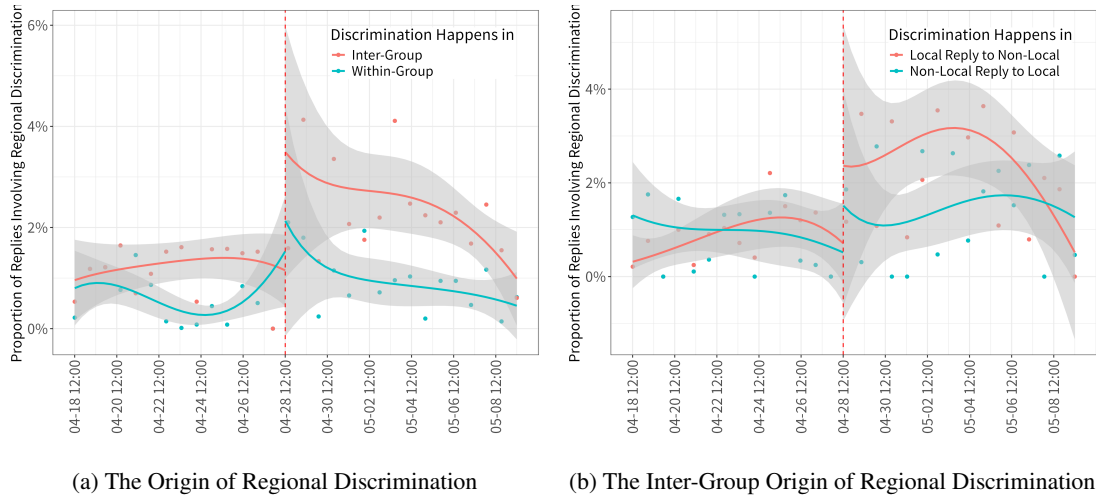 Proportion of Replies Involving Regional Discrimination
6%
4%
2%
0%
Discrimination Happens in
Inter-Group
Within-Group
04-18 12:00
04-20 12:00
04-22 12:00
04-24 12:00
04-26 12:00
04-28 12:00
04-30 12:00
05-02 12:00
05-04 12:00
05-06 12:00
05-08 12:00
(a) The Origin of Regional Discrimination
Proportion of Replies Involving Regional Discrimination
4%
2%
0%
Discrimination Happens in
Local Reply to Non-Local
Non-Local Reply to Local
04-18 12:00
04-20 12:00
04-22 12:00
04-24 12:00
04-26 12:00
04-28 12:00
04-30 12:00
05-02 12:00
05-04 12:00
05-06 12:00
05-08 12:00
(b) The Inter-Group Origin of Regional Discrimination